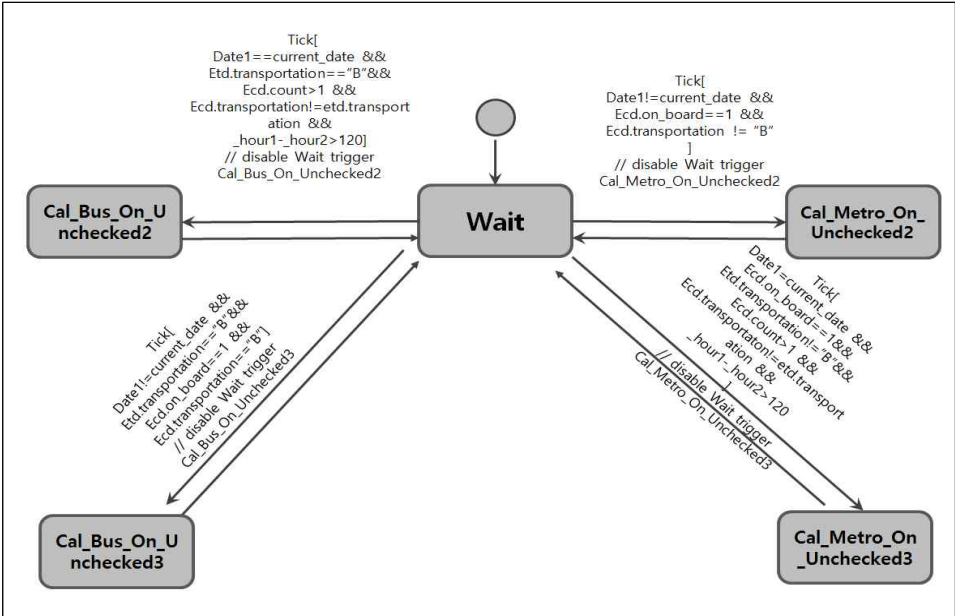 Tick[
Date1==current_date &&
Etd.transportation=="B"&&
Ecd.count>1 &&
Ecd.transportation!=etd.transport
ation &&
_hour1-_hour2>120]
// disable Wait trigger
Cal_Bus_On_Unchecked2
Tick[
Date1!=current_date &&
Ecd.on_board==1 &&
Ecd.transportation != "B"
]
// disable Wait trigger
Cal_Metro_On_Unchecked2
Cal_Bus_On_U
nchecked2
Wait
Cal_Metro_On_
Unchecked2
Tick[
Date1!=current_date &&
Etd.transportation=="B"&&
Ecd.on_board==1 &&
Ecd.transportation=="B"]
// disable Wait trigger
Cal_Bus_On_Unchecked3
Tick[
Date1=current_date &&
Ecd.on_board==1&&
Etd.transportation!="B"&&
Ecd.count>1 &&
Ecd.transportaton!=etd.transport
ation &&
_hour1-_hour2>120
]
// disable Wait trigger
Cal_Metro_On_Unchecked3
Cal_Bus_On_U
nchecked3
Cal_Metro_On
_Unchecked3